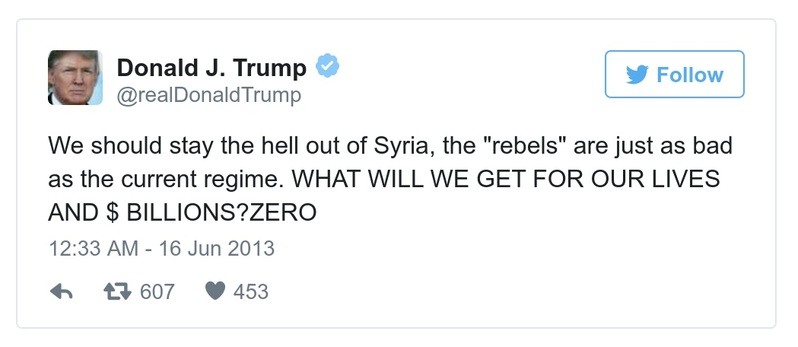 Donald J. Trump
@realDonaldTrump
Follow
We should stay the hell out of Syria, the "rebels" are just as bad
as the current regime. WHAT WILL WE GET FOR OUR LIVES
AND $ BILLIONS?ZERO
12:33 AM - 16 Jun 2013
607 453